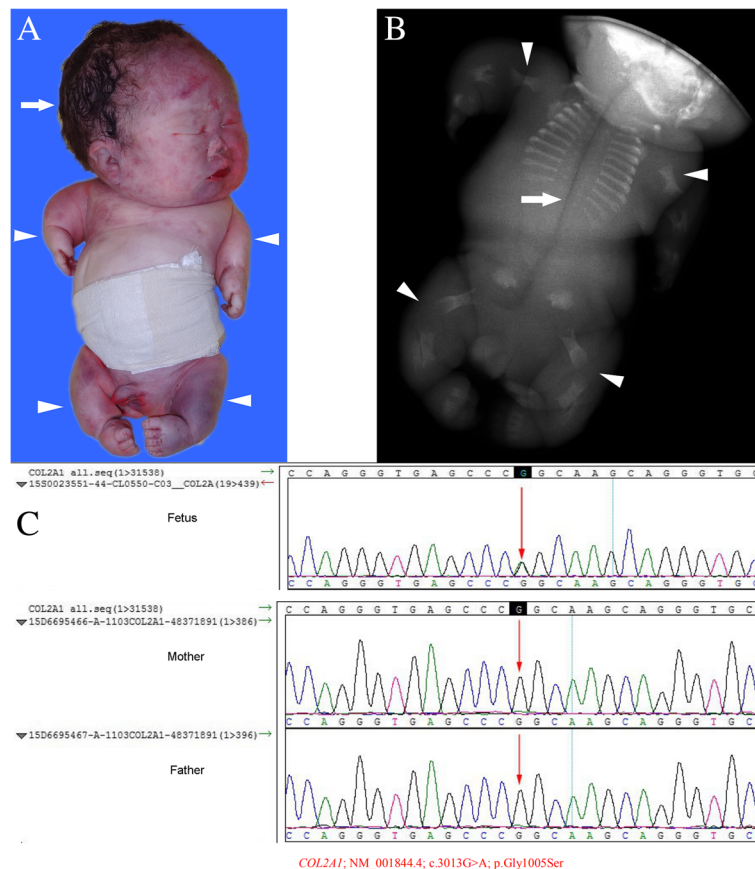 A
B
COL2A1 all.seq(1>31538) → C C A G G G T G A G C C C G G C A A G C A G G G T G C
15S0023551-44-CL0550-C03__COL2A(19>439) ←
C
Fetus
C C A G G G T G A G C C C G G C A A G C A G G G T G C
COL2A1 all.seq(1>31538) → C C A G G G T G A G C C C G G C A A G C A G G G T G C
15D6695466-A-1103COL2A1-48371891(1>386) →
Mother
C C A G G G T G A G C C C G G C A A G C A G G G T G C
15D6695467-A-1103COL2A1-48371891(1>396) →
Father
C C A G G G T G A G C C C G G C A A G C A G G G T G C
COL2A1; NM_001844.4; c.3013G>A; p.Gly1005Ser